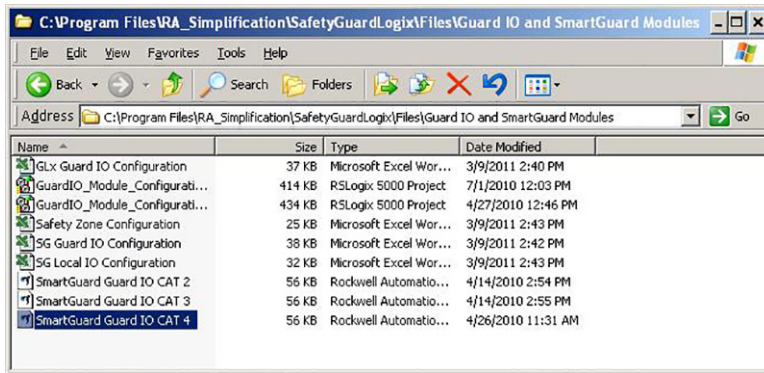 C:\Program Files\RA_Simplification\SafetyGuardLogix\Files\Guard IO and SmartGuard Modules
File Edit View Favorites Tools Help
Back Search Folders
Address C:\Program Files\RA_Simplification\SafetyGuardLogix\Files\Guard IO and SmartGuard Modules Go
Name Size Type Date Modified
GLx Guard IO Configuration 37 KB Microsoft Excel Wor... 3/9/2011 2:40 PM
GuardIO_Module_Configurati... 414 KB RSLogix 5000 Project 7/1/2010 12:03 PM
GuardIO_Module_Configurati... 434 KB RSLogix 5000 Project 4/27/2010 12:46 PM
Safety Zone Configuration 25 KB Microsoft Excel Wor... 3/9/2011 2:43 PM
SG Guard IO Configuration 38 KB Microsoft Excel Wor... 3/9/2011 2:42 PM
SG Local IO Configuration 32 KB Microsoft Excel Wor... 3/9/2011 2:43 PM
SmartGuard Guard IO CAT 2 56 KB Rockwell Automatio... 4/14/2010 2:54 PM
SmartGuard Guard IO CAT 3 56 KB Rockwell Automatio... 4/14/2010 2:55 PM
SmartGuard Guard IO CAT 4 56 KB Rockwell Automatio... 4/26/2010 11:31 AM